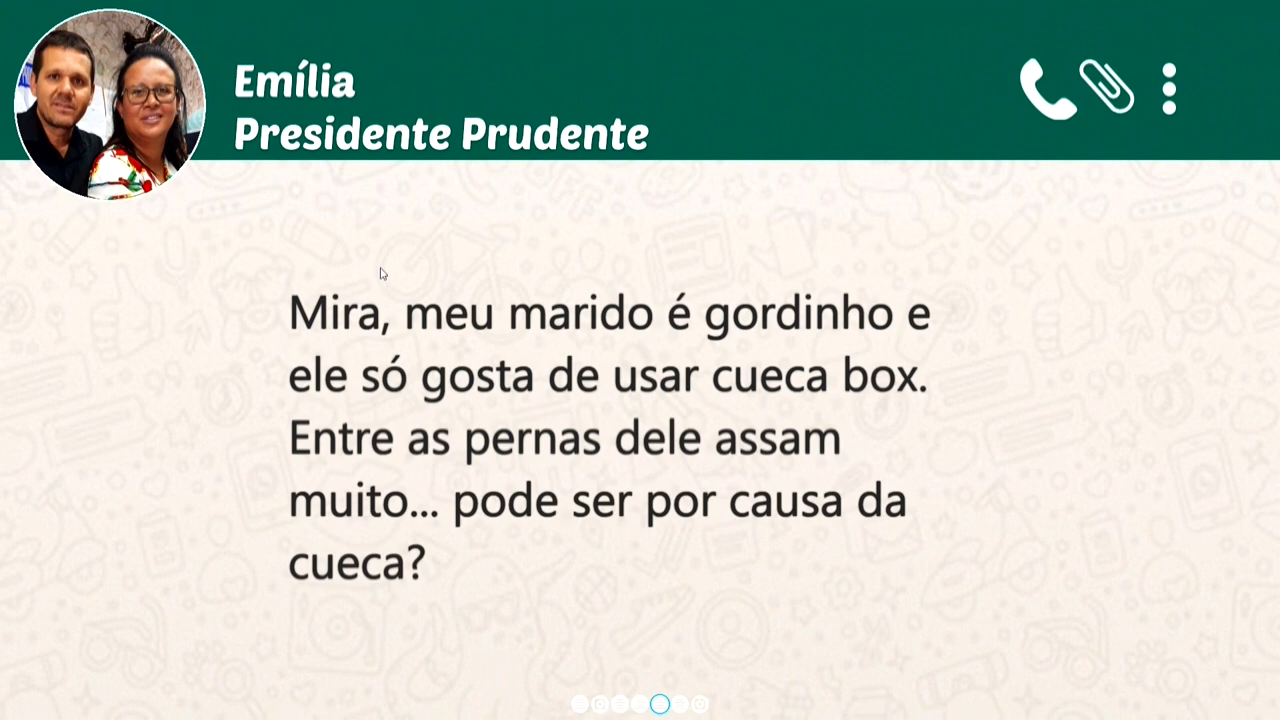 Emília
Presidente Prudente
Mira, meu marido é gordinho e
ele só gosta de usar cueca box.
Entre as pernas dele assam
muito... pode ser por causa da
cueca?